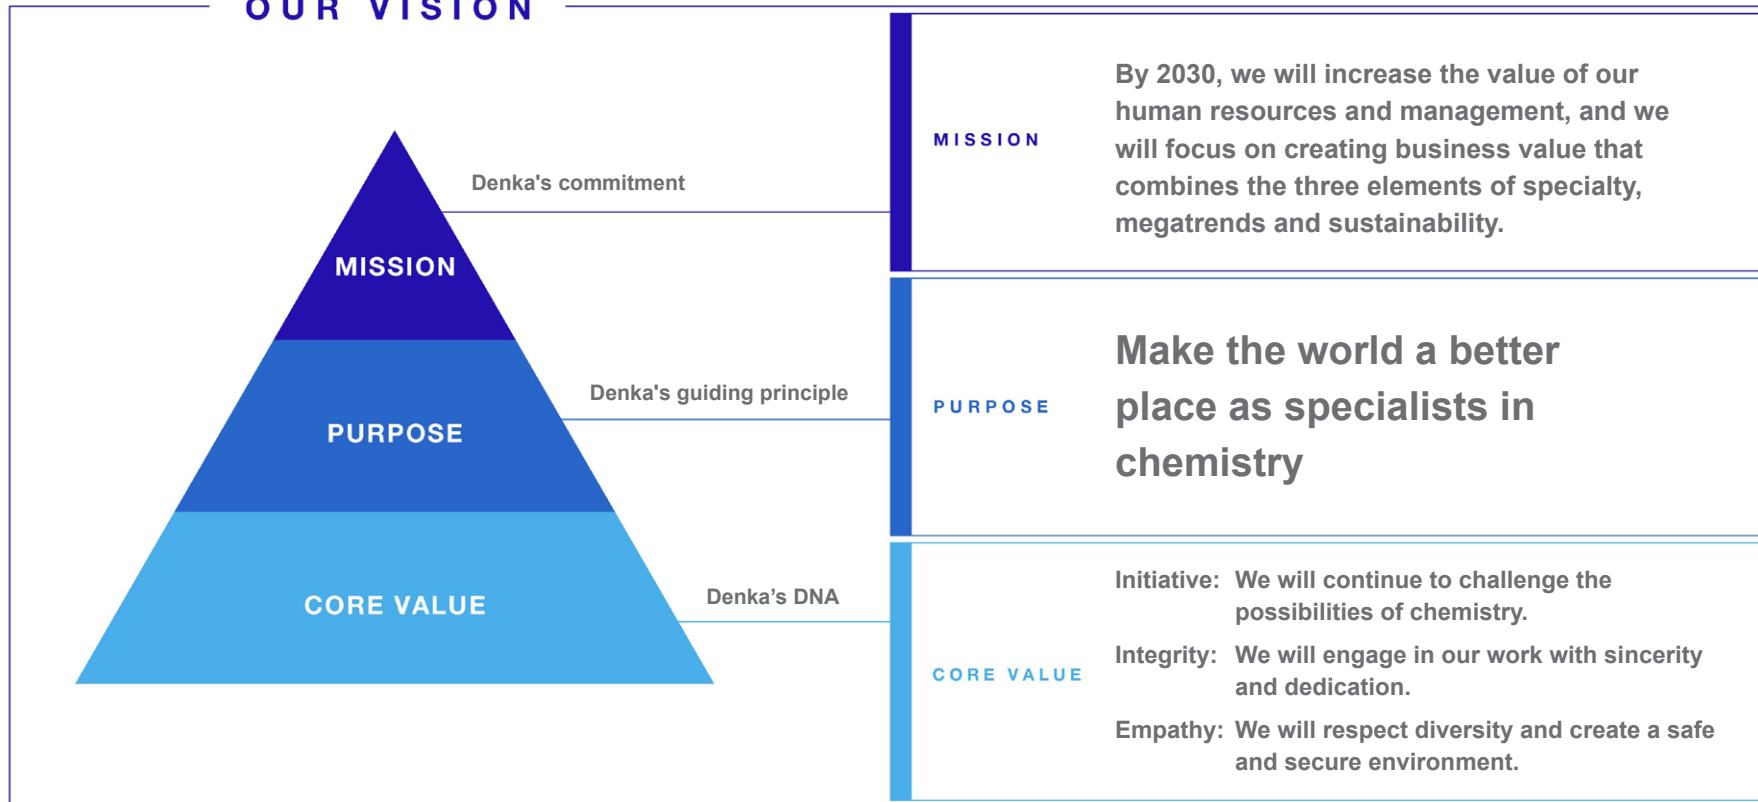 OUR VISION
MISSION
PURPOSE
CORE VALUE
Denka's commitment
Denka's guiding principle
Denka’s DNA
MISSION
By 2030, we will increase the value of our
human resources and management, and we
will focus on creating business value that
combines the three elements of specialty,
megatrends and sustainability.
PURPOSE
Make the world a better
place as specialists in
chemistry
CORE VALUE
Initiative: We will continue to challenge the
possibilities of chemistry.
Integrity: We will engage in our work with sincerity
and dedication.
Empathy: We will respect diversity and create a safe
and secure environment.